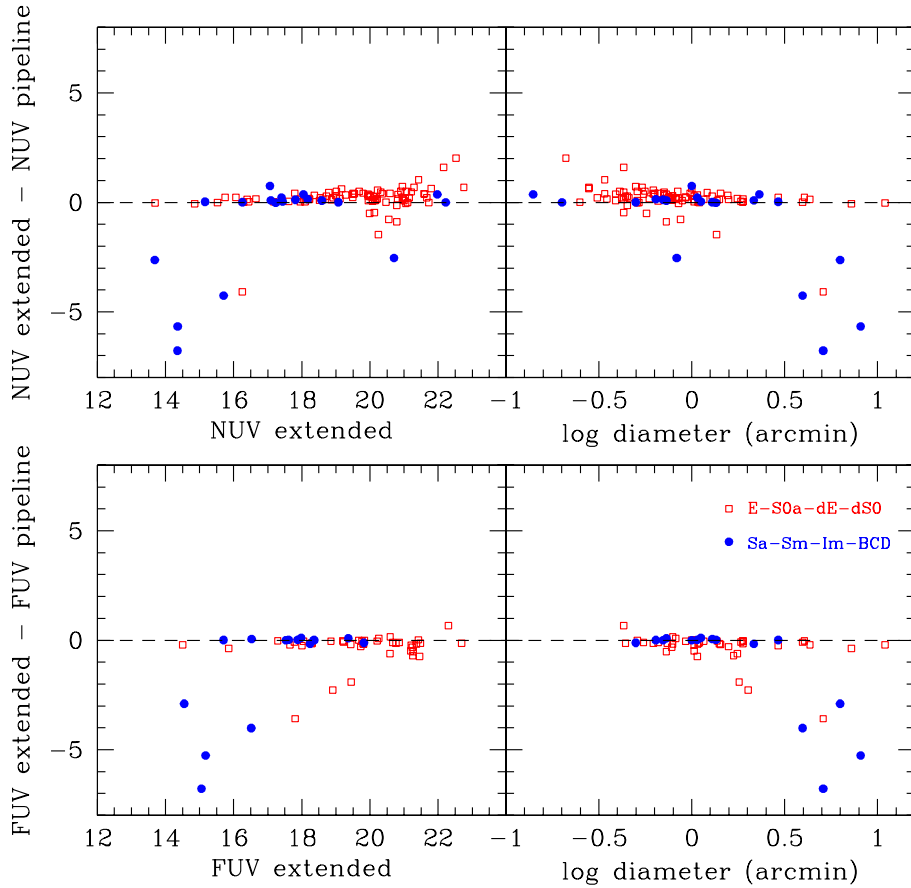 NUV extended − NUV pipeline
5
0
−5
12 14 16 18 20 22
NUV extended
−1 −0.5 0 0.5 1
log diameter (arcmin)
FUV extended − FUV pipeline
5
0
−5
12 14 16 18 20 22
FUV extended
E−S0a−dE−dS0
Sa−Sm−Im−BCD
−1 −0.5 0 0.5 1
log diameter (arcmin)